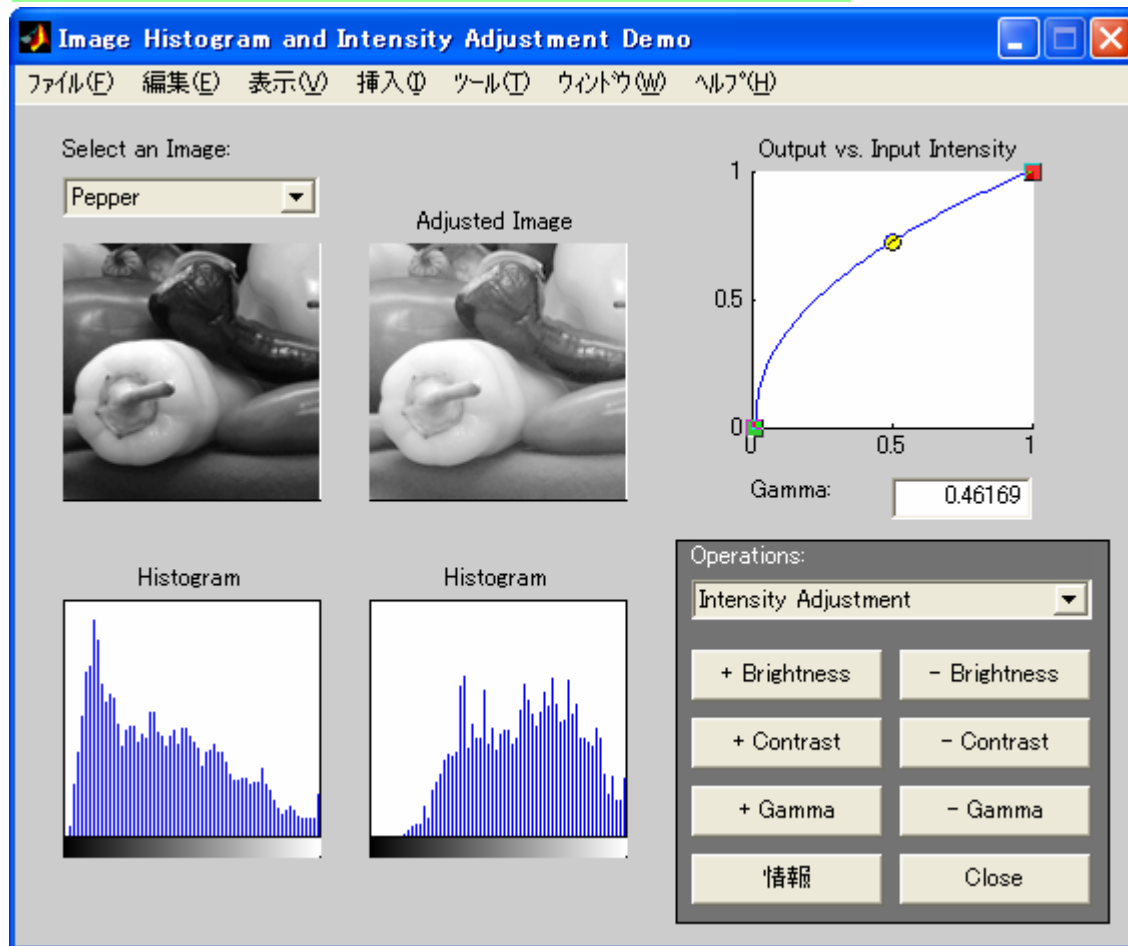 Image Histogram and Intensity Adjustment Demo
ファイル(F) 編集(E) 表示(V) 挿入(I) ツール(T) ウィンドウ(W) ヘルプ(H)
Select an Image:
Pepper
Adjusted Image
Output vs. Input Intensity
1
0.5
0
0 0.5 1
Gamma: 0.46169
Histogram
Histogram
Operations:
Intensity Adjustment
+ Brightness - Brightness
+ Contrast - Contrast
+ Gamma - Gamma
情報 Close